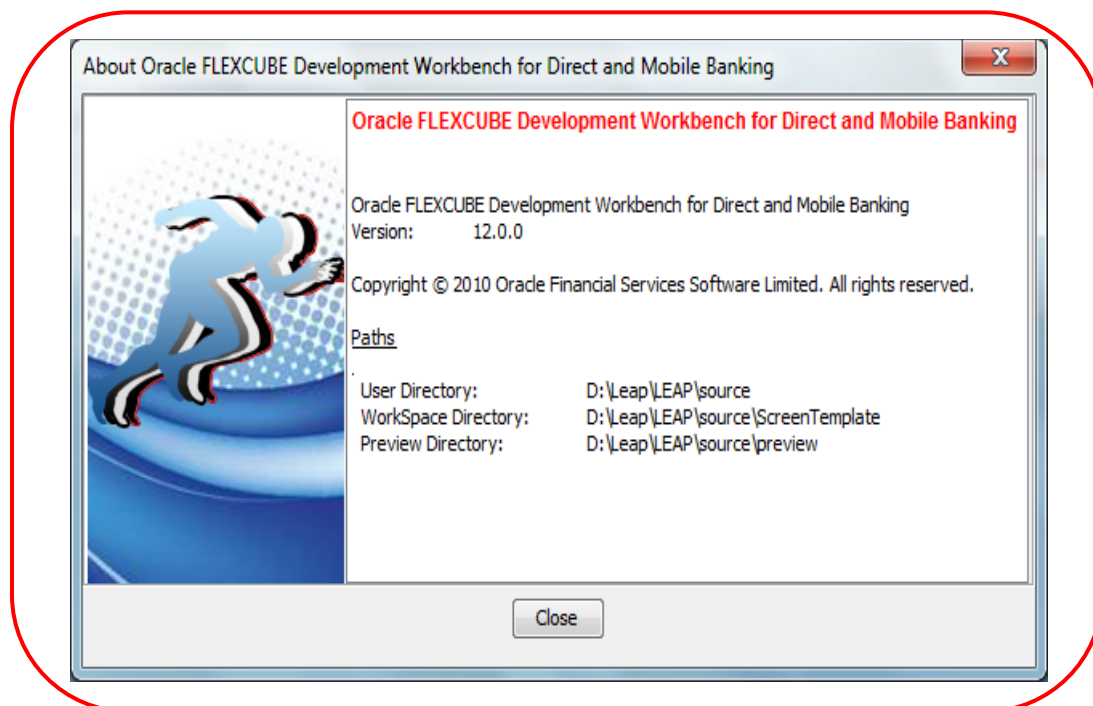 About Oracle FLEXCUBE Development Workbench for Direct and Mobile Banking
X
Oracle FLEXCUBE Development Workbench for Direct and Mobile Banking
Oracle FLEXCUBE Development Workbench for Direct and Mobile Banking
Version: 12.0.0
Copyright © 2010 Oracle Financial Services Software Limited. All rights reserved.
Paths
.
User Directory: D:\Leap\LEAP\source
WorkSpace Directory: D:\Leap\LEAP\source\ScreenTemplate
Preview Directory: D:\Leap\LEAP\source\preview
Close